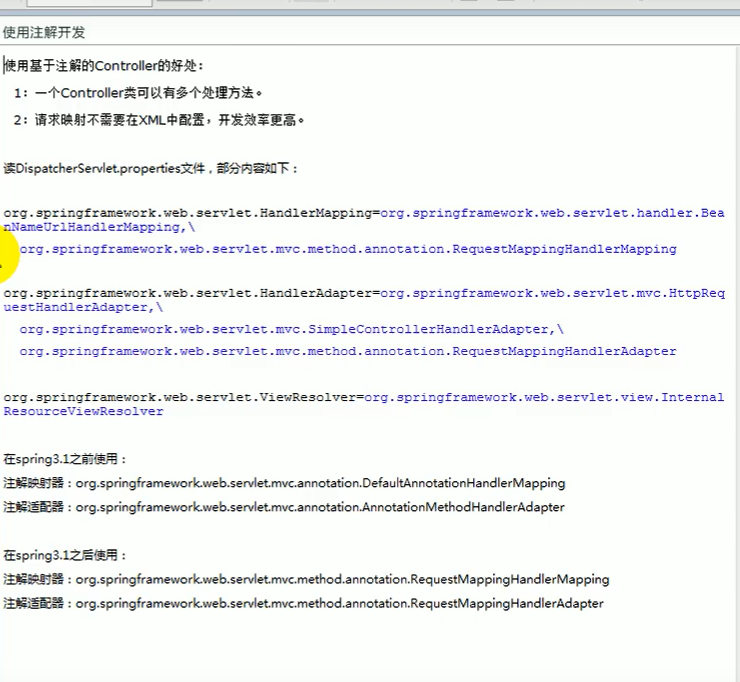 使用注解开发
使用基于注解的Controller的好处:
1: 一个Controller类可以有多个处理方法。
2: 请求映射不需要在XML中配置，开发效率更高。
读DispatcherServlet.properties文件，部分内容如下：
org.springframework.web.servlet.HandlerMapping=org.springframework.web.servlet.handler.Bea
nNameUrlHandlerMapping,\
org.springframework.web.servlet.mvc.method.annotation.RequestMappingHandlerMapping
org.springframework.web.servlet.HandlerAdapter=org.springframework.web.servlet.mvc.HttpReq
uestHandlerAdapter,\
org.springframework.web.servlet.mvc.SimpleControllerHandlerAdapter,\
org.springframework.web.servlet.mvc.method.annotation.RequestMappingHandlerAdapter
org.springframework.web.servlet.ViewResolver=org.springframework.web.servlet.view.Internal
ResourceViewResolver
在spring3.1之前使用：
注解映射器：org.springframework.web.servlet.mvc.annotation.DefaultAnnotationHandlerMapping
注解适配器：org.springframework.web.servlet.mvc.annotation.AnnotationMethodHandlerAdapter
在spring3.1之后使用：
注解映射器：org.springframework.web.servlet.mvc.method.annotation.RequestMappingHandlerMapping
注解适配器：org.springframework.web.servlet.mvc.method.annotation.RequestMappingHandlerAdapter